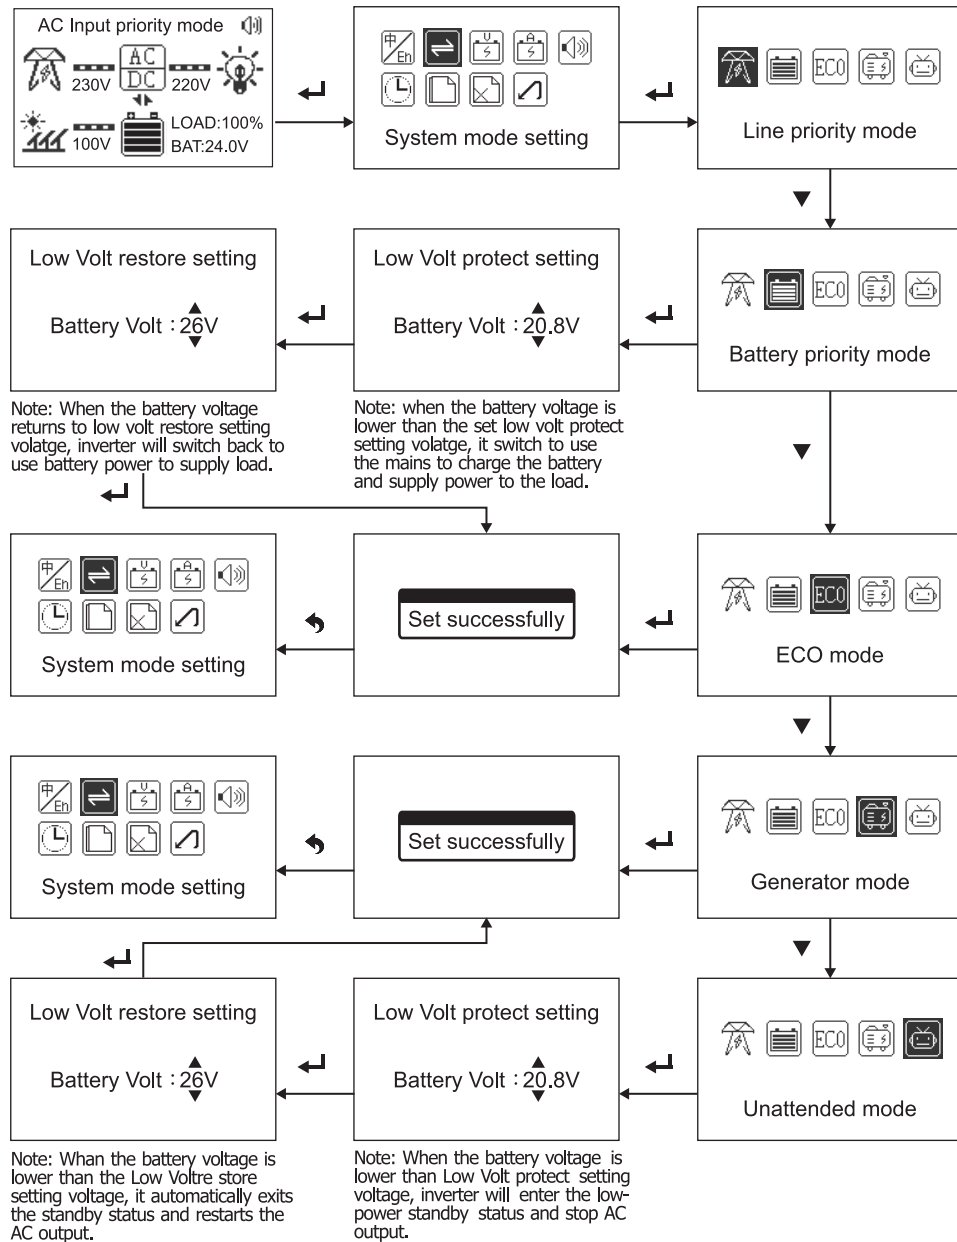 AC Input priority mode
AC
DC
230V
220V
100V
LOAD:100%
BAT:24.0V
中
En
U
A
System mode setting
ECO
Line priority mode
Low Volt restore setting
Battery Volt : 26V
Low Volt protect setting
Battery Volt : 20.8V
ECO
Battery priority mode
Note: When the battery voltage
returns to low volt restore setting
volatge, inverter will switch back to
use battery power to supply load.
Note: when the battery voltage is
lower than the set low volt protect
setting volatge, it switch to use
the mains to charge the battery
and supply power to the load.
中
En
U
A
System mode setting
Set successfully
ECO
ECO mode
中
En
U
A
System mode setting
Set successfully
ECO
Generator mode
Low Volt restore setting
Battery Volt : 26V
Low Volt protect setting
Battery Volt : 20.8V
ECO
Unattended mode
Note: Whan the battery voltage is
lower than the Low Voltre store
setting voltage, it automatically exits
the standby status and restarts the
AC output.
Note: When the battery voltage is
lower than Low Volt protect setting
voltage, inverter will enter the low-
power standby status and stop AC
output.